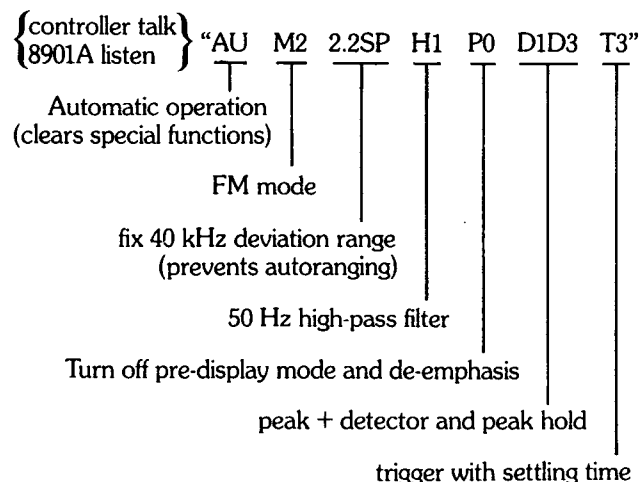 {controller talk
8901A listen} “AU M2 2.2SP H1 P0 D1D3 T3”
Automatic operation
(clears special functions)
FM mode
fix 40 kHz deviation range
(prevents autoranging)
50 Hz high-pass filter
Turn off pre-display mode and de-emphasis
peak + detector and peak hold
trigger with settling time